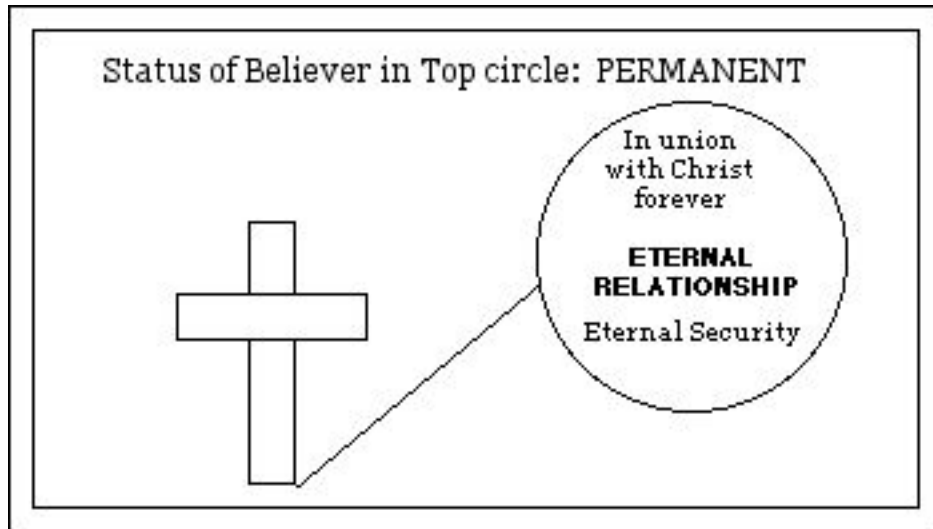 Status of Believer in Top circle: PERMANENT
In union
with Christ
forever
ETERNAL
RELATIONSHIP
Eternal Security